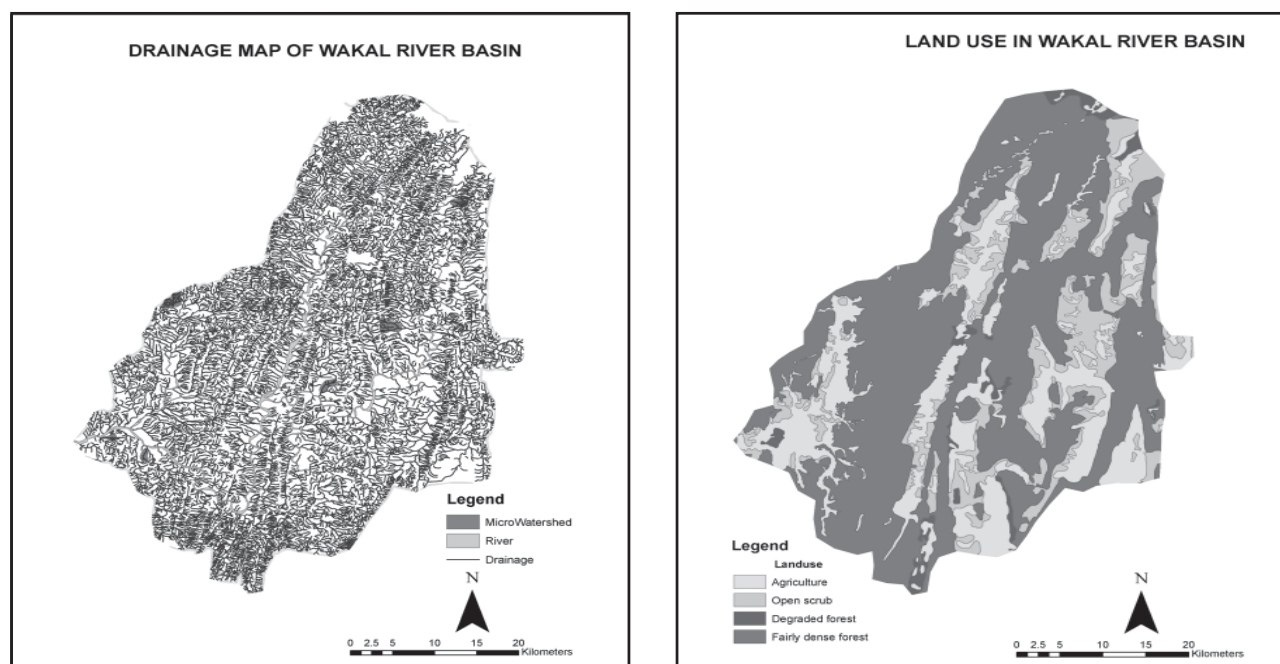 DRAINAGE MAP OF WAKAL RIVER BASIN
Legend
MicroWatershed
River
Drainage
N
0 2.5 5 10 15 20
Kilometers
LAND USE IN WAKAL RIVER BASIN
Legend
Landuse
Agriculture
Open scrub
Degraded forest
Fairly dense forest
N
0 2.5 5 10 15 20
Kilometers